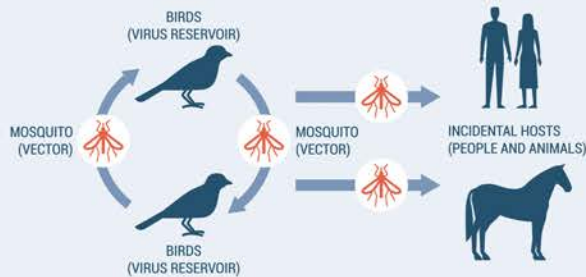 BIRDS
(VIRUS RESERVOIR)
MOSQUITO
(VECTOR)
MOSQUITO
(VECTOR)
INCIDENTAL HOSTS
(PEOPLE AND ANIMALS)
BIRDS
(VIRUS RESERVOIR)